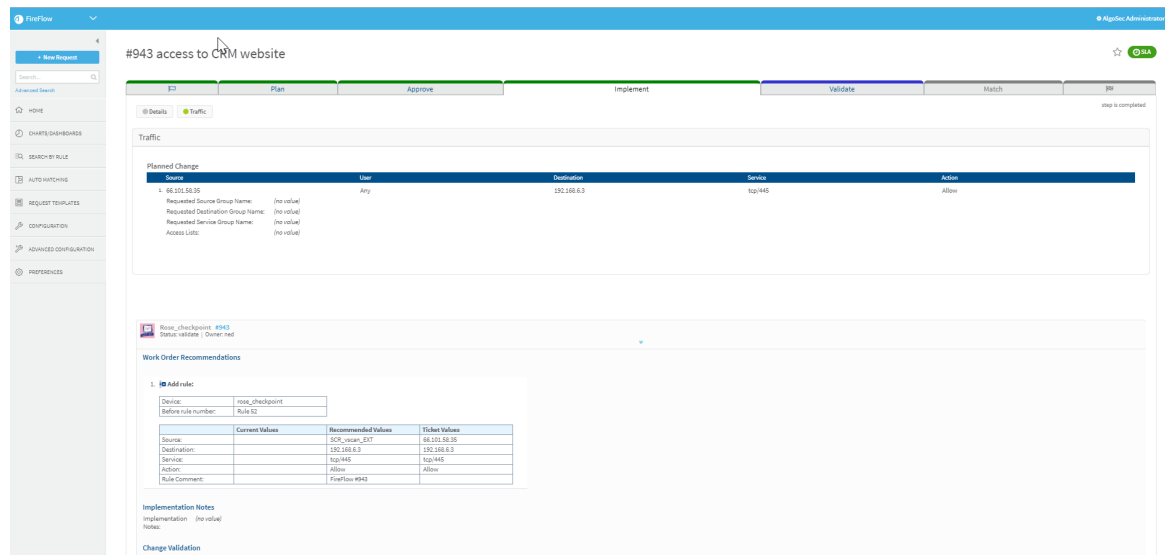 FireFlow
AlgoSec Administrator
+ New Request
Search...
Advanced Search
HOME
CHARTS/DASHBOARDS
SEARCH BY RULE
AUTO MATCHING
REQUEST TEMPLATES
CONFIGURATION
ADVANCED CONFIGURATION
PREFERENCES
#943 access to CRM website
SLA
Plan Approve Implement Validate Match
Details Traffic
step is completed
Traffic
Planned Change
Source User Destination Service Action
1. 66.101.58.35 Any 192.168.6.3 tcp/445 Allow
Requested Source Group Name: (no value)
Requested Destination Group Name: (no value)
Requested Service Group Name: (no value)
Access Lists: (no value)
Rose_checkpoint #943
Status: validate | Owner: ned
Work Order Recommendations
1. Add rule:
Device: rose_checkpoint
Before rule number: Rule 52
Current Values Recommended Values Ticket Values
Source: SCR_vscan_EXT 66.101.58.35
Destination: 192.168.6.3 192.168.6.3
Service: tcp/445 tcp/445
Action: Allow Allow
Rule Comment: FireFlow #943
Implementation Notes
Implementation Notes: (no value)
Change Validation